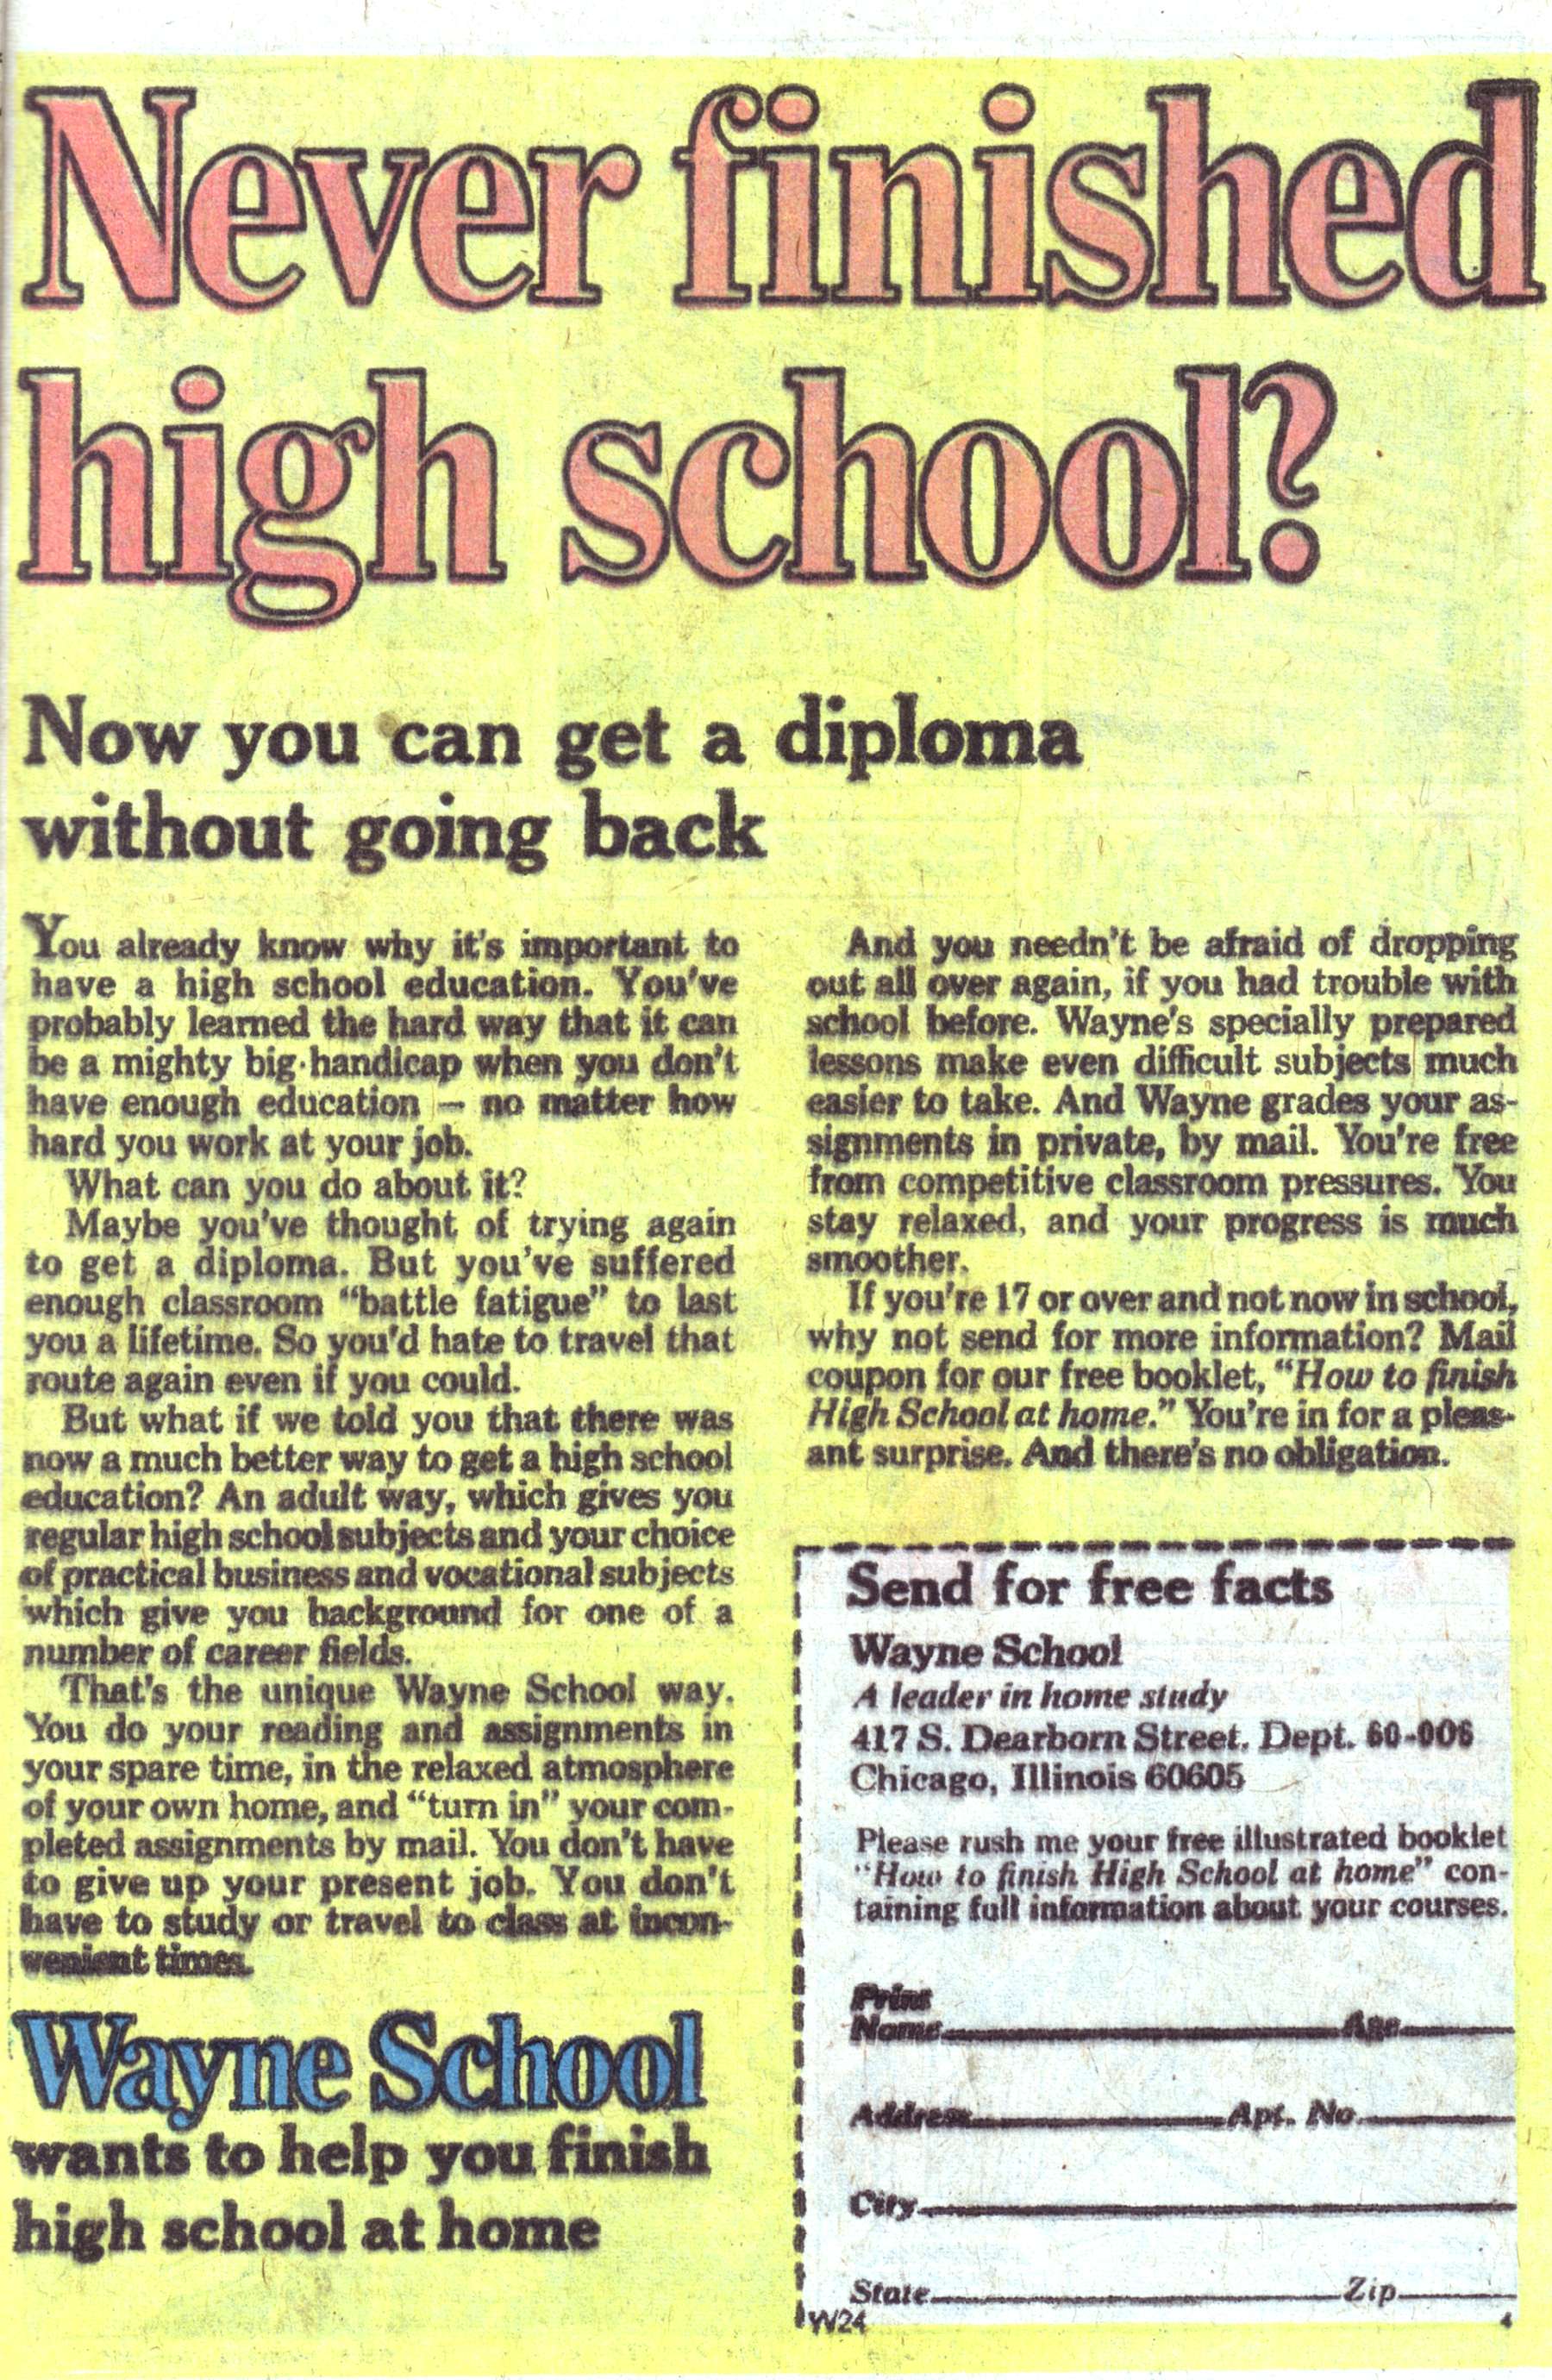 Never finished
high school?
Now you can get a diploma
without going back
You already know why it's important to
have a high school education. You've
probably learned the hard way that it can
be a mighty big handicap when you don't
have enough education — no matter how
hard you work at your job.
What can you do about it?
Maybe you've thought of trying again
to get a diploma. But you've suffered
enough classroom "battle fatigue" to last
you a lifetime. So you'd hate to travel that
route again even if you could.
But what if we told you that there was
now a much better way to get a high school
education? An adult way, which gives you
regular high school subjects and your choice
of practical business and vocational subjects
which give you background for one of a
number of career fields.
That's the unique Wayne School way.
You do your reading and assignments in
your spare time, in the relaxed atmosphere
of your own home, and "turn in" your com-
pleted assignments by mail. You don't have
to give up your present job. You don't
have to study or travel to class at incon-
venient times.
Wayne School
wants to help you finish
high school at home
And you needn't be afraid of dropping
out all over again, if you had trouble with
school before. Wayne's specially prepared
lessons make even difficult subjects much
easier to take. And Wayne grades your as-
signments in private, by mail. You're free
from competitive classroom pressures. You
stay relaxed, and your progress is much
smoother.
If you're 17 or over and not now in school,
why not send for more information? Mail
coupon for our free booklet, "How to finish
High School at home." You're in for a pleas-
ant surprise. And there's no obligation.
Send for free facts
Wayne School
A leader in home study
417 S. Dearborn Street, Dept. 60-006
Chicago, Illinois 60605
Please rush me your free illustrated booklet
"How to finish High School at home" con-
taining full information about your courses.
Print
Name Age
Address Apt. No.
City
State Zip
W24 4